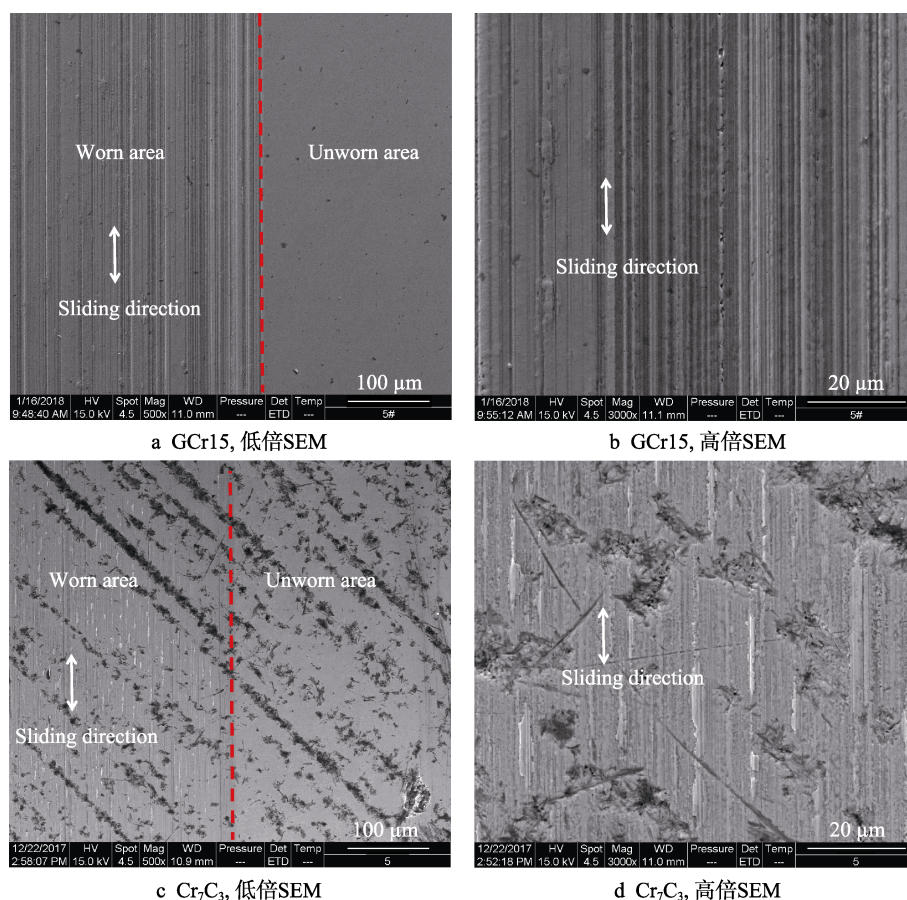 Worn area
Unworn area
Sliding direction
100 μm
1/16/2018 HV Spot Mag WD Pressure Det Temp
9:48:40 AM 15.0 kV 4.5 500x 11.0 mm --- ETD --- 5#
a GCr15, 低倍SEM
Sliding direction
20 μm
1/16/2018 HV Spot Mag WD Pressure Det Temp
9:55:12 AM 15.0 kV 4.5 3000x 11.1 mm --- ETD --- 5#
b GCr15, 高倍SEM
Worn area
Unworn area
Sliding direction
100 μm
12/22/2017 HV Spot Mag WD Pressure Det Temp
2:58:07 PM 15.0 kV 4.5 500x 10.9 mm --- ETD --- 5
c Cr₇C₃, 低倍SEM
Sliding direction
20 μm
12/22/2017 HV Spot Mag WD Pressure Det Temp
2:52:18 PM 15.0 kV 4.5 3000x 11.0 mm --- ETD --- 5
d Cr₇C₃, 高倍SEM